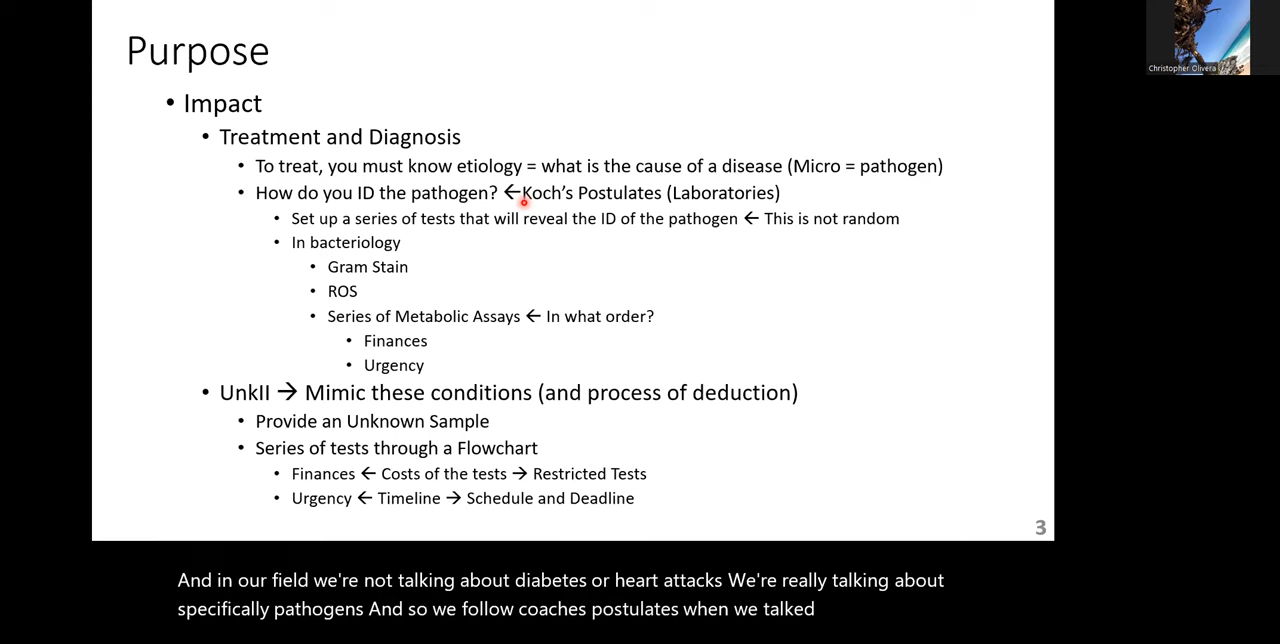 Purpose
• Impact
• Treatment and Diagnosis
• To treat, you must know etiology = what is the cause of a disease (Micro = pathogen)
• How do you ID the pathogen? ←Koch's Postulates (Laboratories)
• Set up a series of tests that will reveal the ID of the pathogen ← This is not random
• In bacteriology
• Gram Stain
• ROS
• Series of Metabolic Assays ← In what order?
• Finances
• Urgency
• UnkII → Mimic these conditions (and process of deduction)
• Provide an Unknown Sample
• Series of tests through a Flowchart
• Finances ← Costs of the tests → Restricted Tests
• Urgency ← Timeline → Schedule and Deadline
3
Christopher Olivera
And in our field we're not talking about diabetes or heart attacks We're really talking about
specifically pathogens And so we follow coaches postulates when we talked